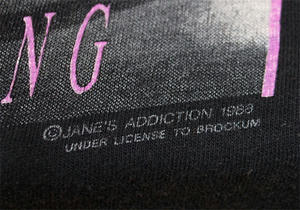 NG
©JANE'S ADDICTION 1988
UNDER LICENSE TO BROCKUM